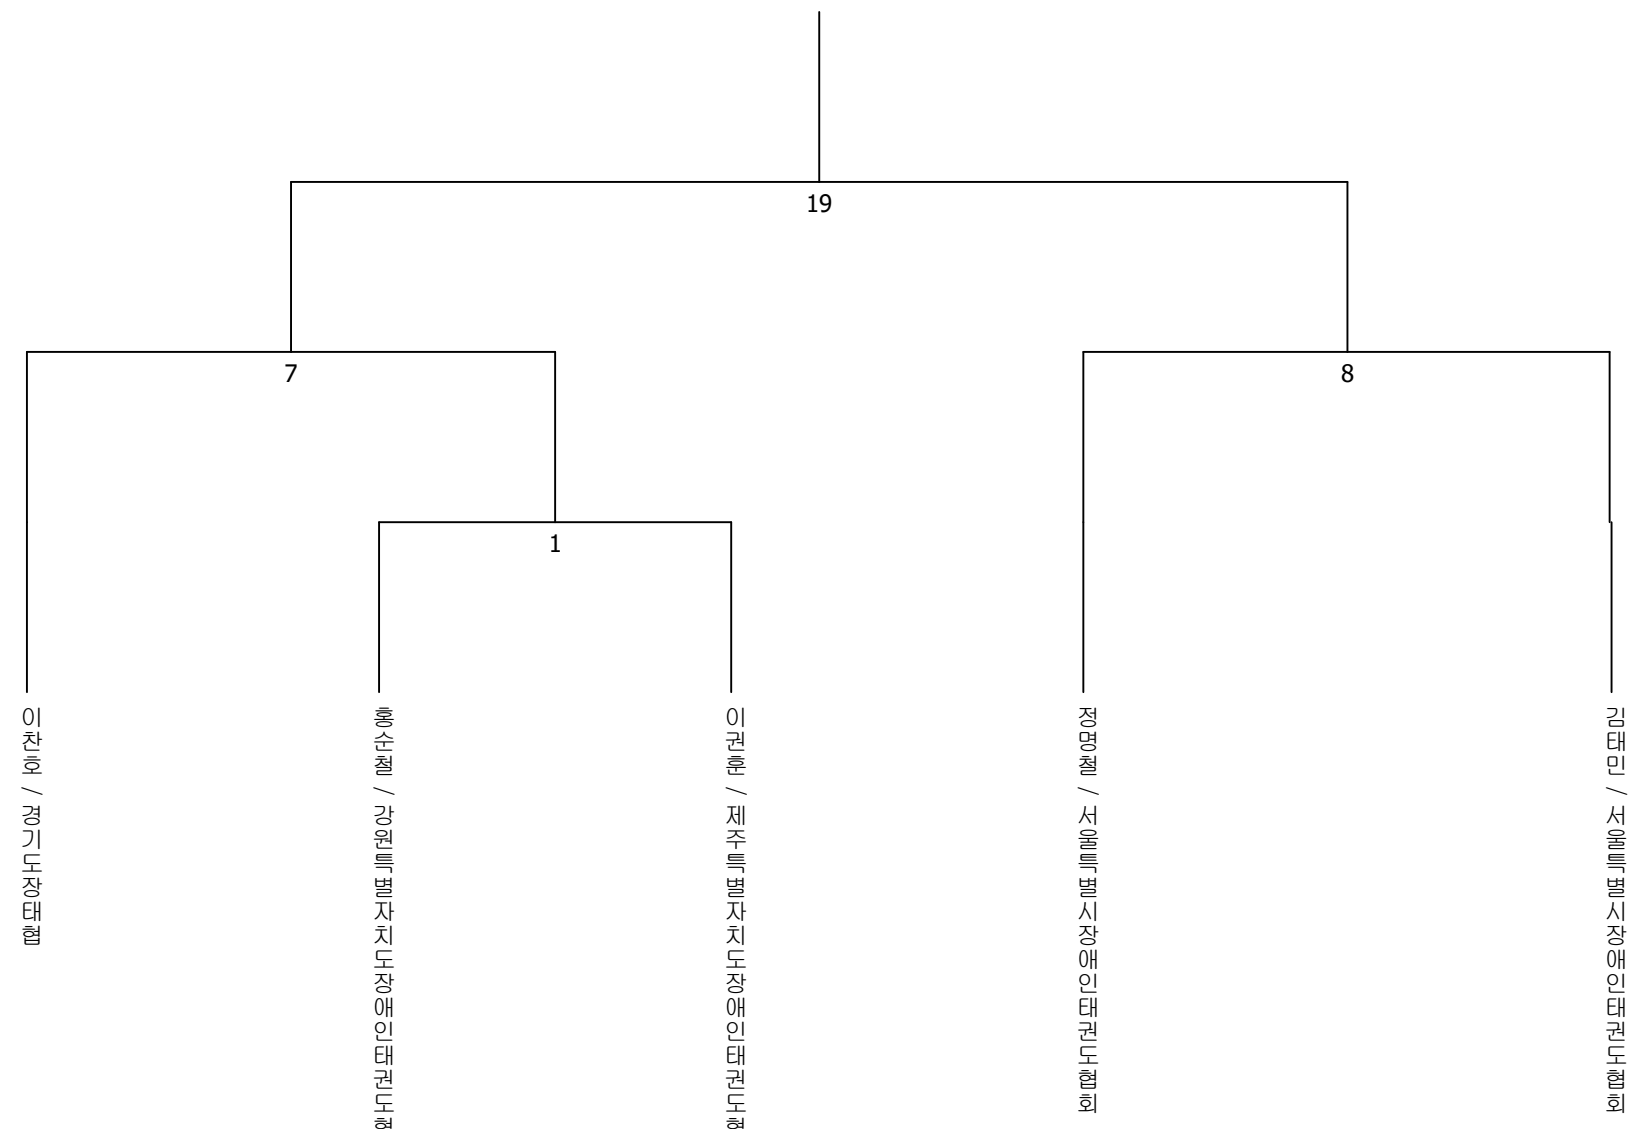 19
7
8
1
이찬호 / 경기도장태협
홍순철 / 강원특별자치도장애인태권도협
이권훈 / 제주특별자치도장애인태권도협
정명철 / 서울특별시장애인태권도협회
김태민 / 서울특별시장애인태권도협회